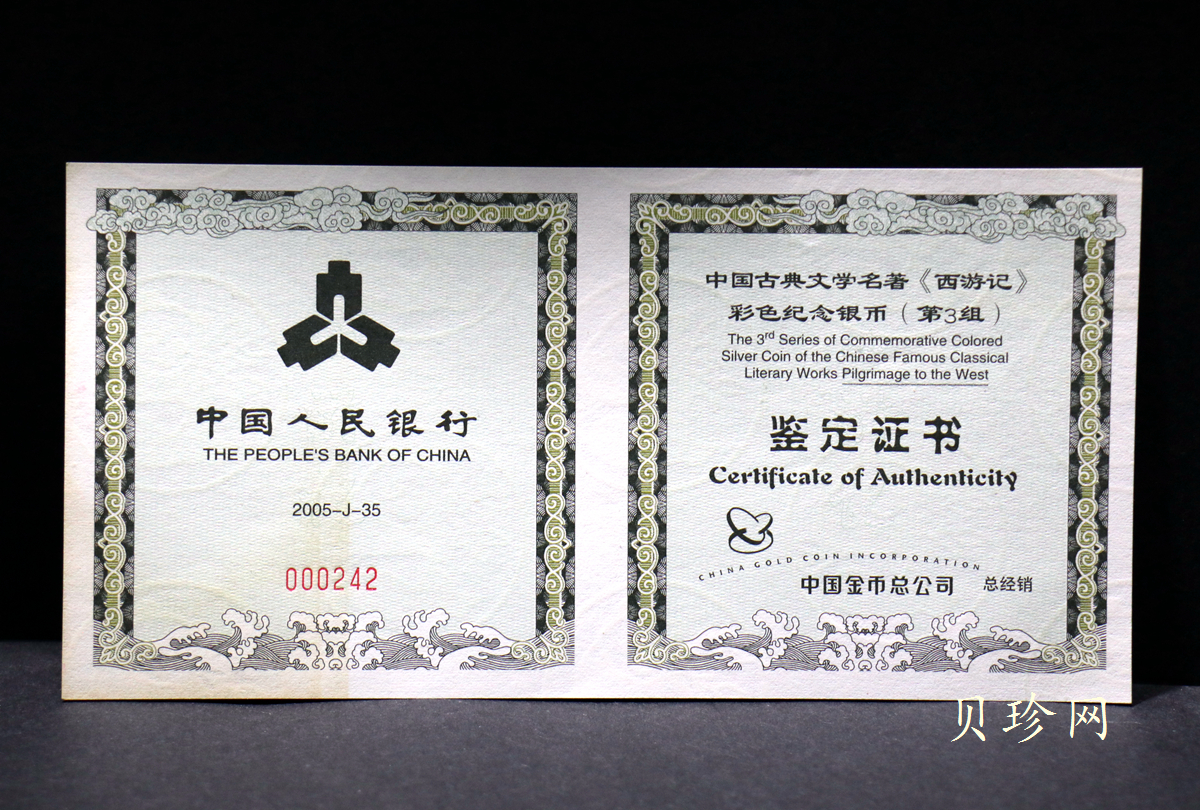 中国人民银行
THE PEOPLE'S BANK OF CHINA
2005-J-35
000242
中国古典文学名著《西游记》
彩色纪念银币（第3组）
The 3rd Series of Commemorative Colored
Silver Coin of the Chinese Famous Classical
Literary Works Pilgrimage to the West
鉴定证书
Certificate of Authenticity
CHINA GOLD COIN INCORPORATION
中国金币总公司 总经销
贝珍网